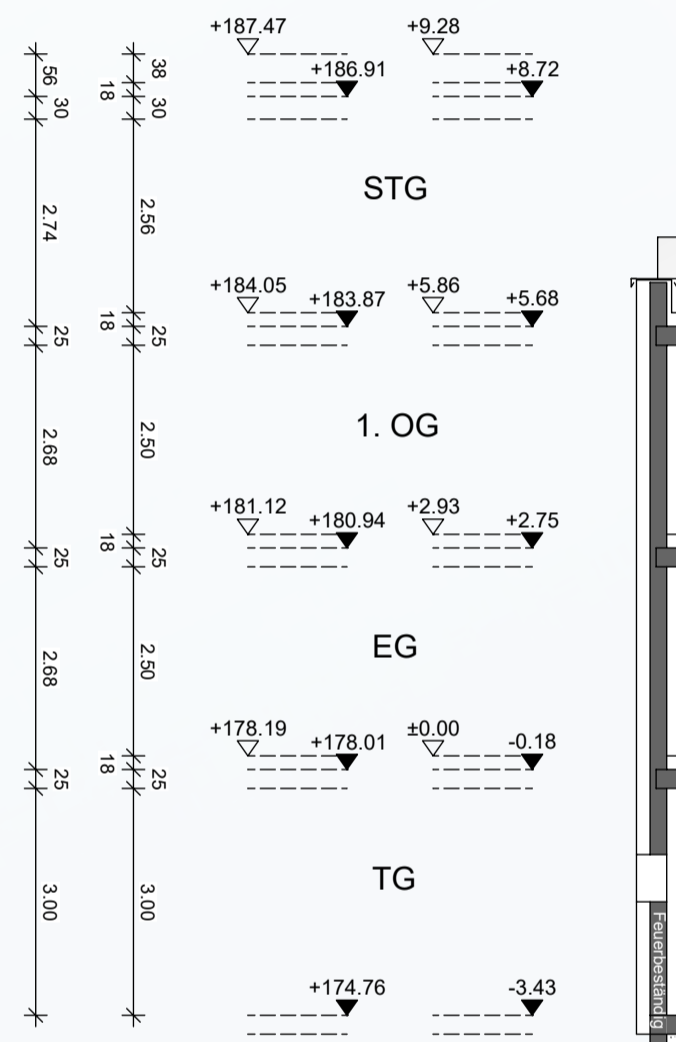 +187.47 +9.28
56 38 +186.91 +8.72
30 18 30
STG
2.74 2.56
+184.05 +183.87 +5.86 +5.68
25 18 25
1. OG
2.68 2.50
+181.12 +180.94 +2.93 +2.75
25 18 25
EG
2.68 2.50
+178.19 +178.01 ±0.00 -0.18
25 18 25
TG
3.00 3.00
Feuerbeständig
+174.76 -3.43